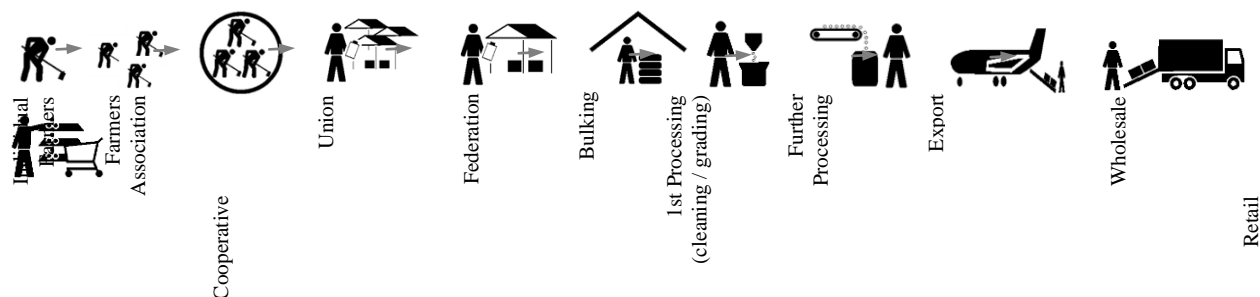 Individual
Farmers
Farmers
Association
Cooperative
Union
Federation
Bulking
1st Processing
(cleaning / grading)
Further
Processing
Export
Wholesale
Retail